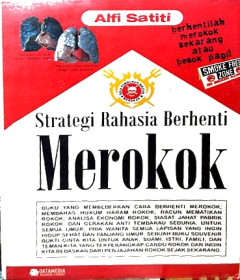 Alfi Satiti
berhentilah
merokok
sekarang
atau
besok pagi!
SMOKE FREE
ZONE
Strategi Rahasia Berhenti
Merokok
BUKU YANG MEMBEBERKAN CARA BERHENTI MEROKOK,
MEMBAHAS HUKUM HARAM ROKOK, RACUN MEMATIKAN
ROKOK, ANALISA EKONOMI ROKOK, SIASAT JAHAT PABRIK
ROKOK DAN GERAKAN ANTI TEMBAKAU SEDUNIA. UNTUK
SEMUA UMUR, PRIA WANITA SEMUA LAPISAN YANG INGIN
HIDUP SEHAT DAN PANJANG UMUR. SEBUAH BUKU SOUVENIR
BUKTI CINTA KITA UNTUK ANAK, SUAMI, ISTRI, FAMILI, DAN
TEMAN KITA YANG TERPERANGKAP CANDU ROKOK DAN INGIN
KITA BEBASKAN DARI PENJAJAHAN ROKOK SEJAK SEKARANG.
DATAMEDIA